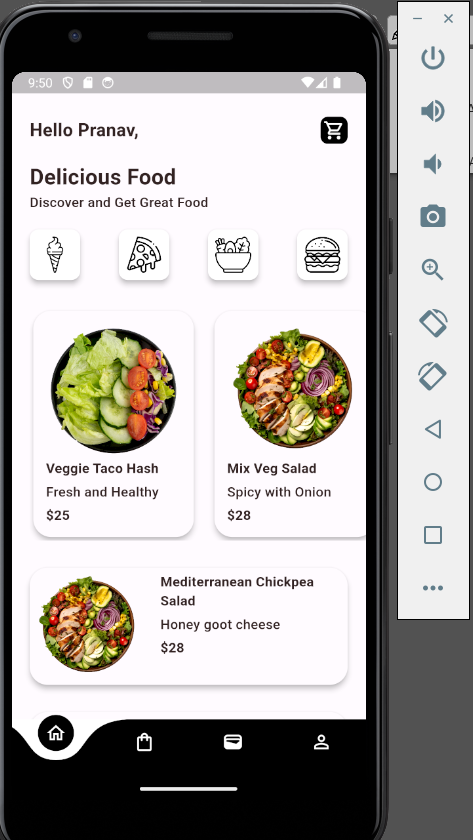 9:50
Hello Pranav,
Delicious Food
Discover and Get Great Food
Veggie Taco Hash
Fresh and Healthy
$25
Mix Veg Salad
Spicy with Onion
$28
Mediterranean Chickpea
Salad
Honey goot cheese
$28